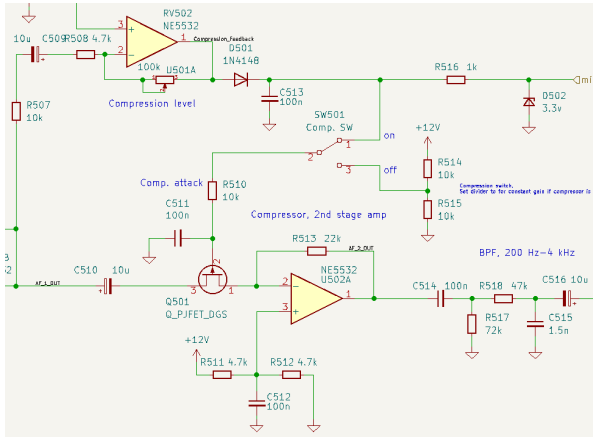 RV502
NE5532
3
2
1
Compression_Feedback
10u
C509
R508 4.7k
100k
U501A
D501
1N4148
C513
100n
R516 1k
mi
D502
3.3v
R507
10k
Compression level
SW501
Comp. SW
2
1
3
on
off
+12V
R514
10k
R515
10k
Compression switch.
Set divider to for constant gain if compressor is
Comp. attack
R510
10k
C511
100n
Compressor, 2nd stage amp
R513 22k
AF_2_OUT
BPF, 200 Hz-4 kHz
AF_1_OUT
C510 10u
2
3
1
Q501
Q_PJFET_DGS
NE5532
U502A
2
3
1
C514 100n
R518 47k
C516 10u
R517
72k
C515
1.5n
+12V
R511 4.7k
R512 4.7k
C512
100n